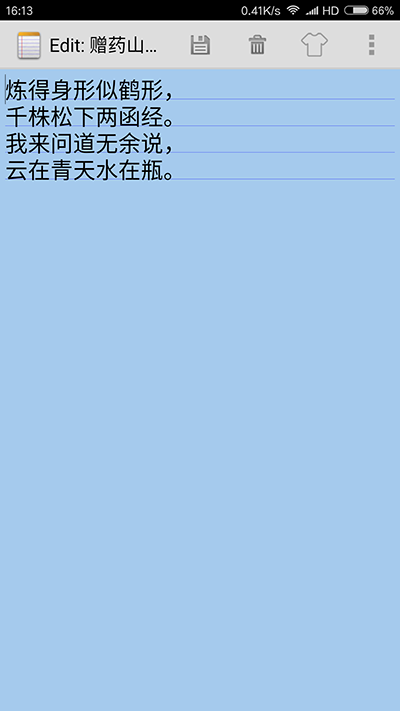 16:13 0.41K/s HD 66%
Edit: 赠药山...
炼得身形似鹤形，
千株松下两函经。
我来问道无余说，
云在青天水在瓶。